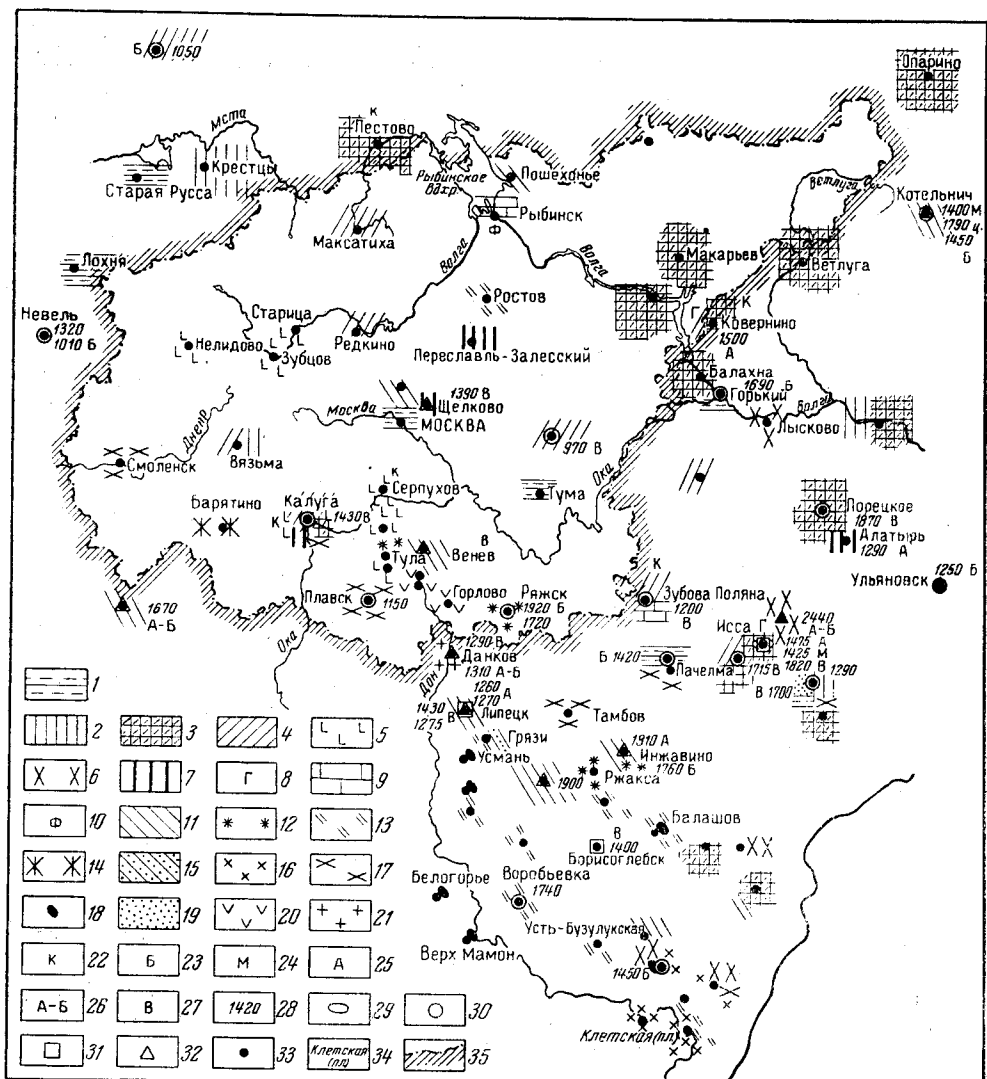 Б 1050
Опарино
Мста
К
Пестово
Крестцы
Старая Русса
Рыбинское
вдхр.
Пошехонье
Ветлуга
Котельнич
1400 М
1790 ц.
1450
Б
Рыбинск
Ф
Максатиха
Волга
Волга
Макарьев
Ветлуга
Лохня
Ростов
К
Г
Ковернино
1500
А
Невель
1320
1010 Б
Старица
Нелидово
Зубцов
Редкино
Переславль-Залесский
Балахна
1690 Б
Горький
Волга
Лысково
1390 В
Щелково
Москва
МОСКВА
Днепр
970 В
Ока
Смоленск
Вязьма
К
Серпухов
Тума
Порецкое
1870 В
Алатырь
1290 А
Барятино
Калуга
К
1430 В
В
Венев
Тула
1250 Б
Ульяновск
Плавск
1150
Горлово
Ряжск
1920 Б
1720
К
Зубова Поляна
1200
В
1670
А-Б
Ока
1290 В
Данков
1310 А-Б
1260 А
1270
Дон
Б 1420
Пачелма
Исса Г
1715 В
2440
А-Б
1475 А
1425 М
1820 В
1290
В 1700
1430
1275 В
Липецк
Тамбов
Грязи
Усмань
1900
1910 А
Инжавино
1760 Б
Ржакса
Балашов
В
1400
Борисоглебск
Белогорье
Воробьевка
1740
Усть-Бузулукская
Верх Мамон
1450 Б
Клетская (пл)
1
2
3
4
Г Г Г 5
Х Х 6
7
Г 8
9
Ф 10
11
12
13
14
15
16
17
18
19
20
21
К 22
Б 23
М 24
А 25
А-Б 26
В 27
1420 28
29
30
31
32
33
Клетская
(пл) 34
35